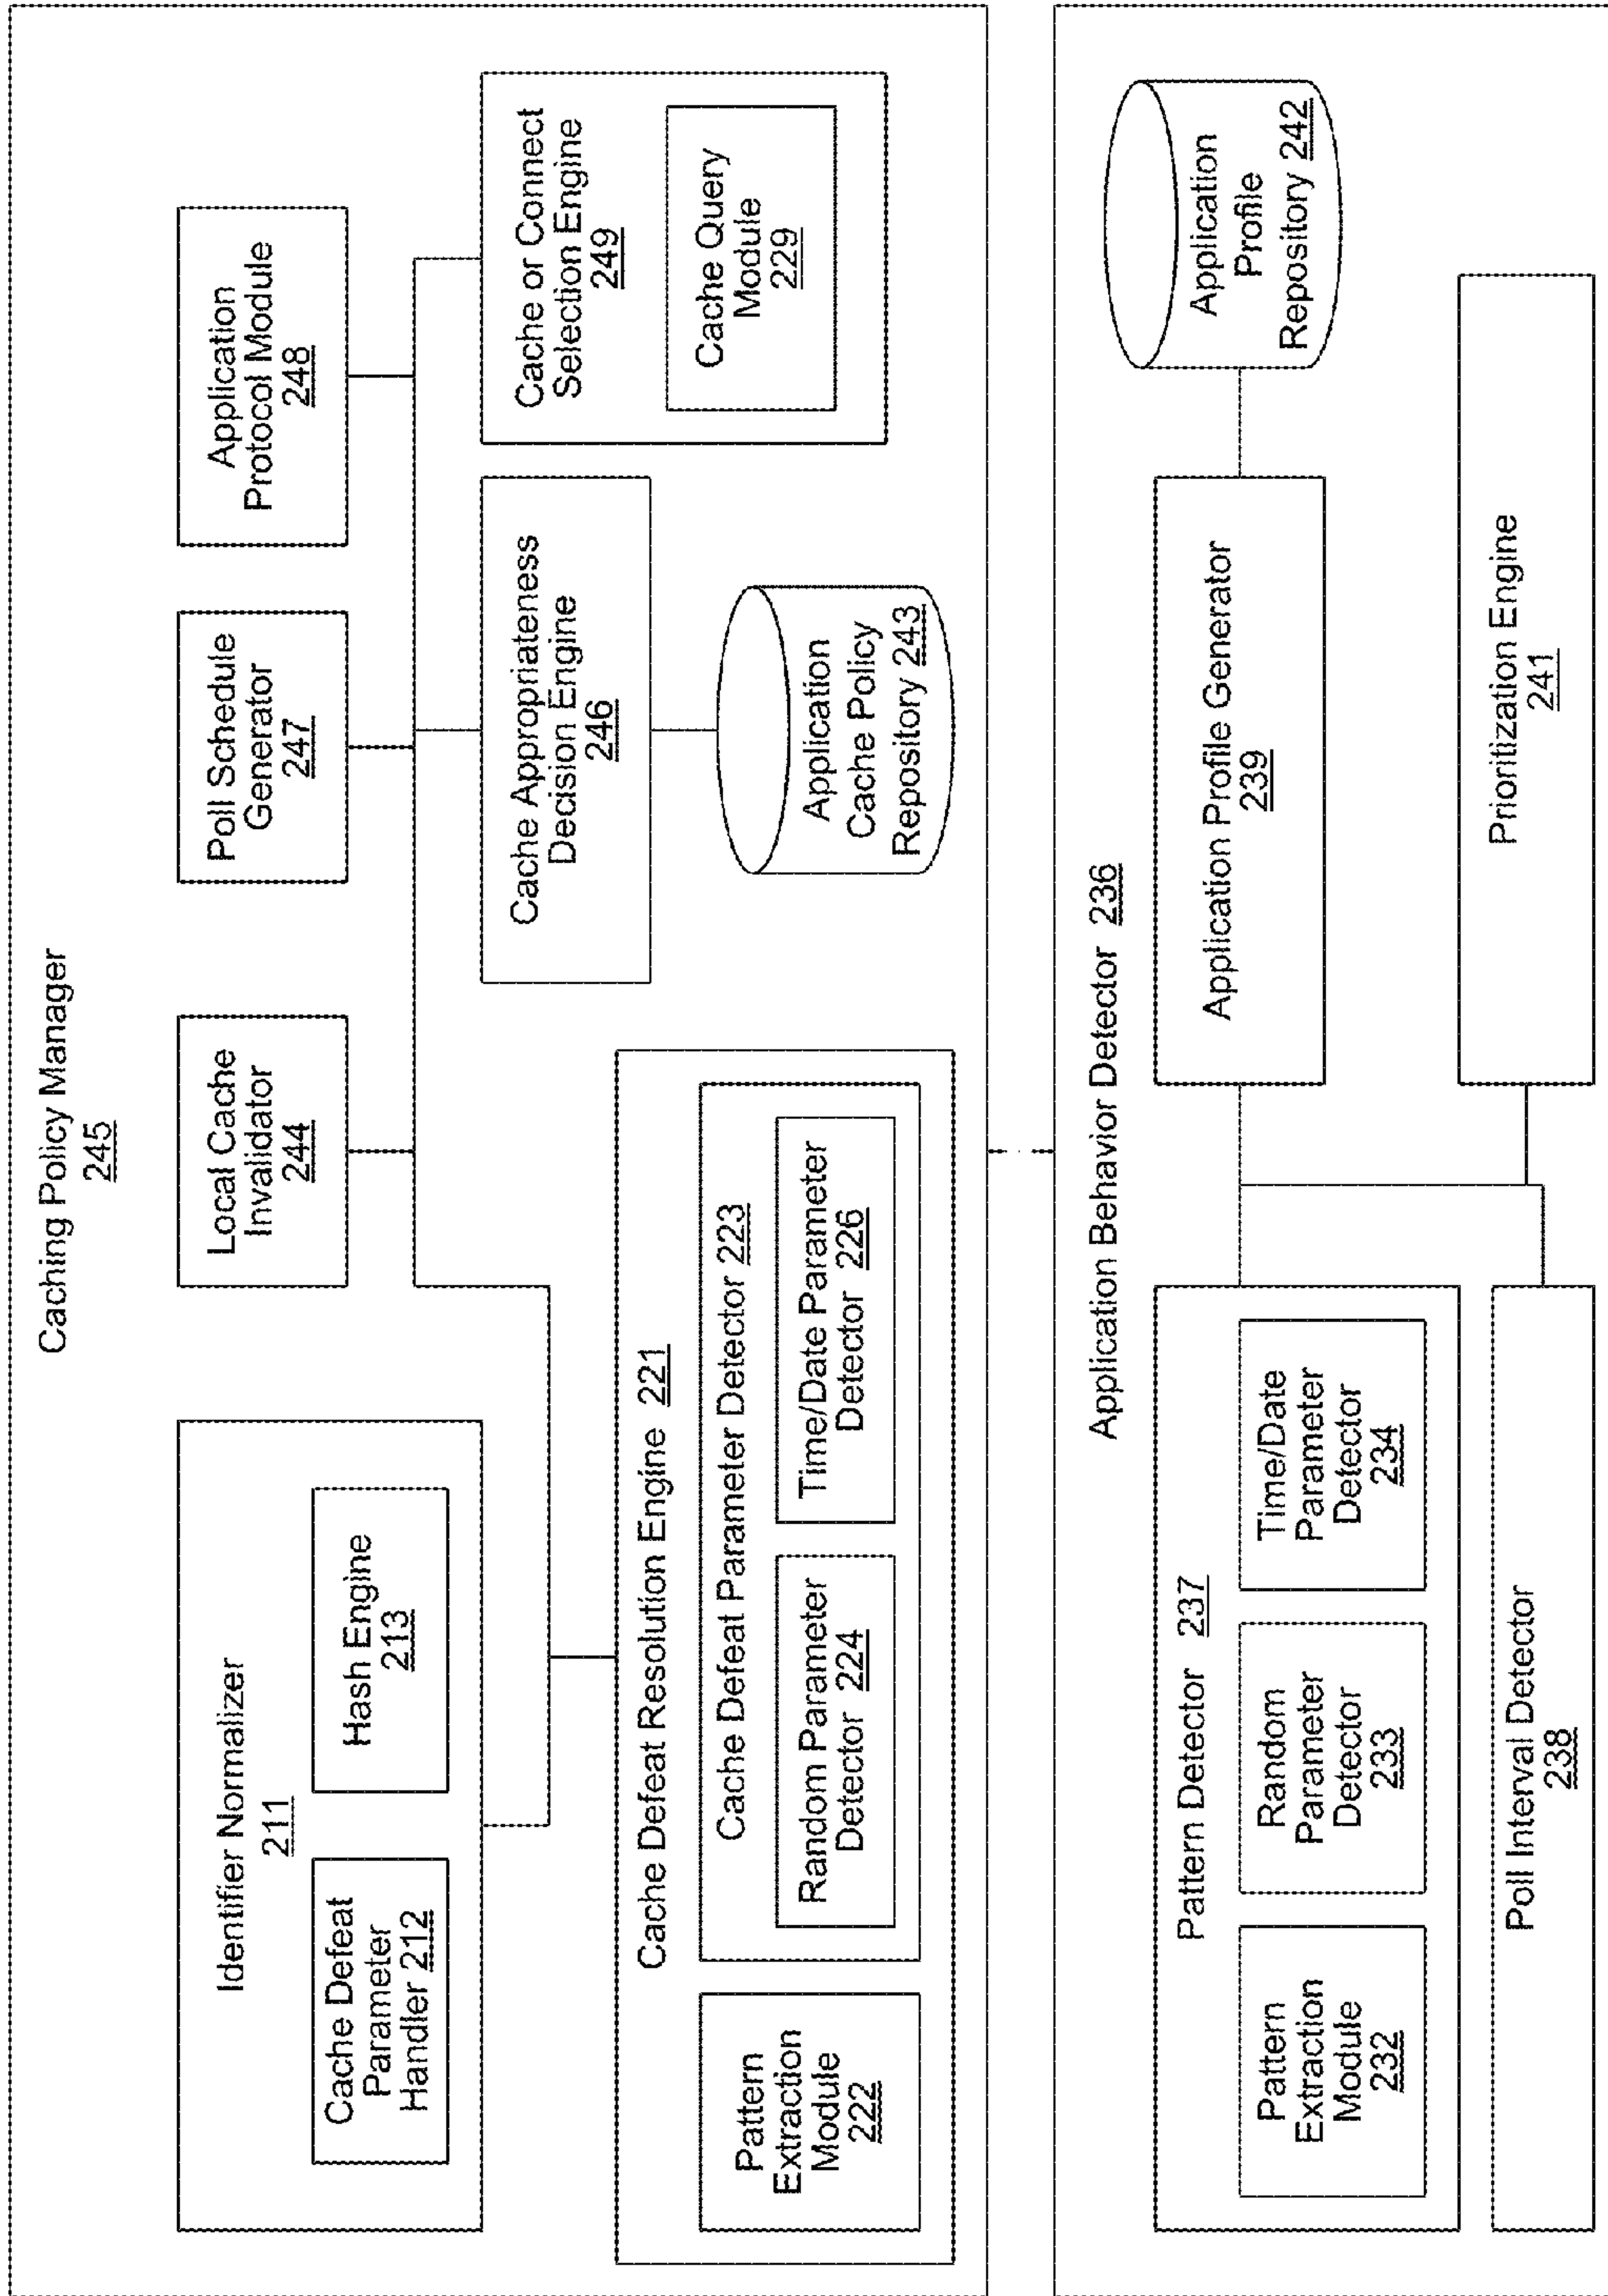 Caching Policy Manager
245
Identifier Normalizer
211
Cache Defeat
Parameter
Handler 212
Hash Engine
213
Local Cache
Invalidator
244
Poll Schedule
Generator
247
Application
Protocol Module
248
Cache Defeat Resolution Engine 221
Pattern
Extraction
Module
222
Cache Defeat Parameter Detector 223
Random Parameter
Detector 224
Time/Date Parameter
Detector 226
Cache Appropriateness
Decision Engine
246
Application
Cache Policy
Repository 243
Cache or Connect
Selection Engine
249
Cache Query
Module
229
Application Behavior Detector 236
Pattern Detector 237
Pattern
Extraction
Module
232
Random
Parameter
Detector
233
Time/Date
Parameter
Detector
234
Poll Interval Detector
238
Application Profile Generator
239
Application
Profile
Repository 242
Prioritization Engine
241